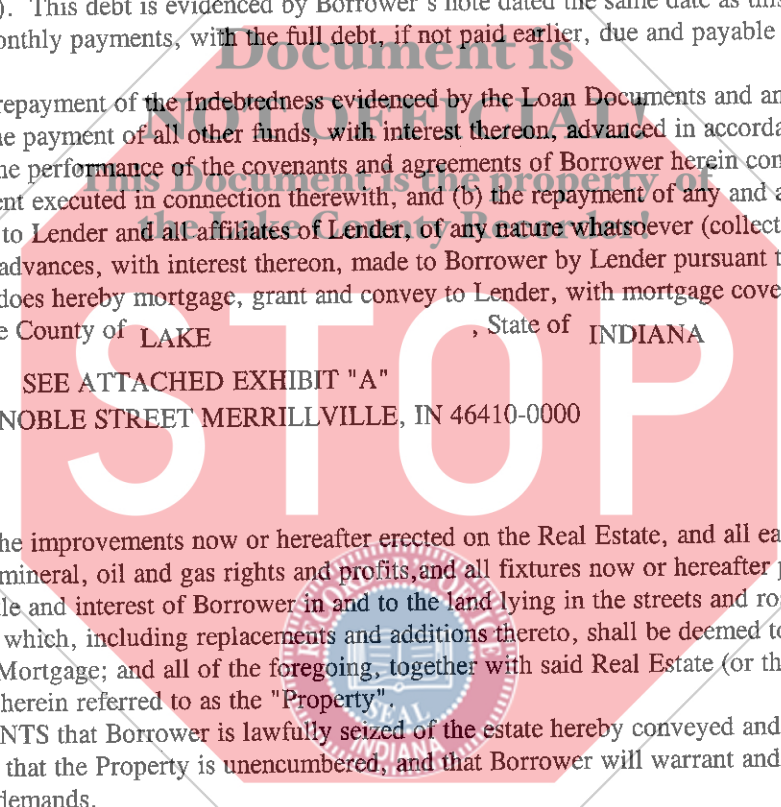 ). This debt is evidenced by Borrower's note dated the same date as this
onthly payments, with the full debt, if not paid earlier, due and payable
Document is
repayment of the Indebtedness evidenced by the Loan Documents and an
NOT OFFICIAL!
he payment of all other funds, with interest thereon, advanced in accorda
he performance of the covenants and agreements of Borrower herein con
This Document is the property of
ent executed in connection therewith, and (b) the repayment of any and a
the Lake County Recorder!
to Lender and all affiliates of Lender, of any nature whatsoever (collect
advances, with interest thereon, made to Borrower by Lender pursuant t
does hereby mortgage, grant and convey to Lender, with mortgage cove
e County of LAKE , State of INDIANA
STOP
SEE ATTACHED EXHIBIT "A"
NOBLE STREET MERRILLVILLE, IN 46410-0000
he improvements now or hereafter erected on the Real Estate, and all ea
mineral, oil and gas rights and profits,and all fixtures now or hereafter p
le and interest of Borrower in and to the land lying in the streets and ro
which, including replacements and additions thereto, shall be deemed to
Mortgage; and all of the foregoing, together with said Real Estate (or th
herein referred to as the "Property"
NTS that Borrower is lawfully seized of the estate hereby conveyed and
that the Property is unencumbered, and that Borrower will warrant and
demands.
SEAL
INDIANA